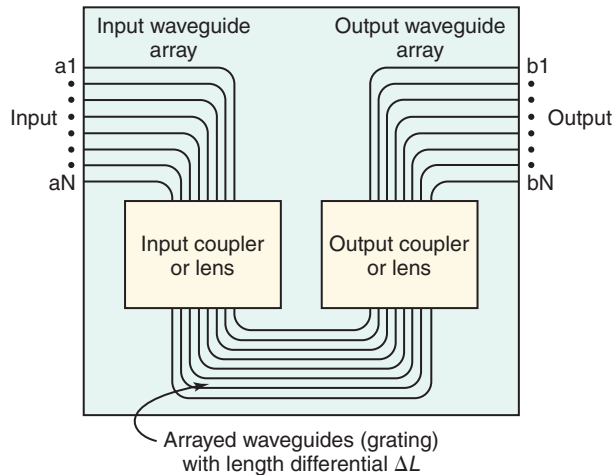 Input waveguide
array
Output waveguide
array
a1
b1
Input
Output
aN
bN
Input coupler
or lens
Output coupler
or lens
Arrayed waveguides (grating)
with length differential ΔL